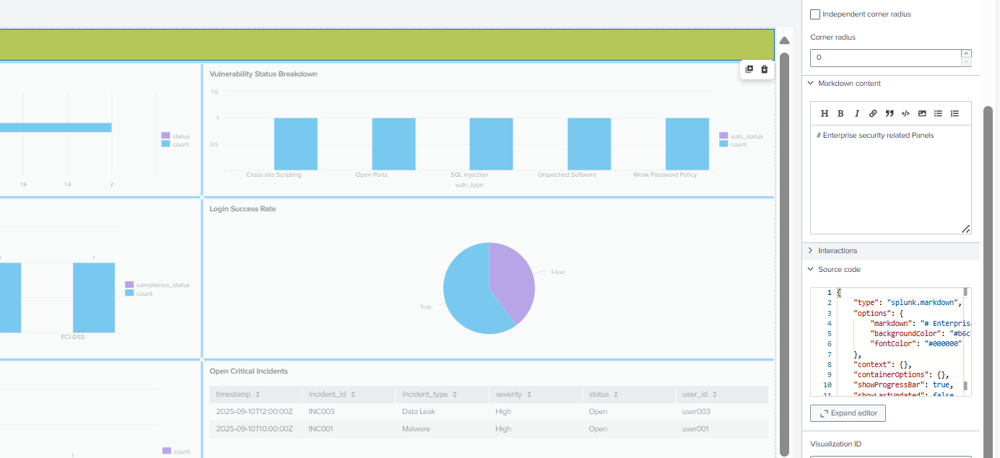 Independent corner radius
Corner radius
0
Markdown content
H B I
# Enterprise security related Panels
Interactions
Source code
1 {
2 "type": "splunk.markdown",
3 "options": {
4 "markdown": "# Enterpris
5 "backgroundColor": "#b6c
6 "fontColor": "#000000"
7 },
8 "context": {},
9 "containerOptions": {},
10 "showProgressBar": true,
11 "showLastUpdated": false
Expand editor
Visualization ID
status
count
1.6 1.8 2
Vulnerability Status Breakdown
1.5
1
0.5
Cross-site Scripting Open Ports SQL Injection Unpatched Software Weak Password Policy
vuln_type
vuln_status
count
1
compliance_status
count
PCI-DSS
Login Success Rate
False
True
count
1
Open Critical Incidents
timestamp incident_id incident_type severity status user_id
2025-09-10T12:00:00Z INC003 Data Leak High Open user003
2025-09-10T10:00:00Z INC001 Malware High Open user001